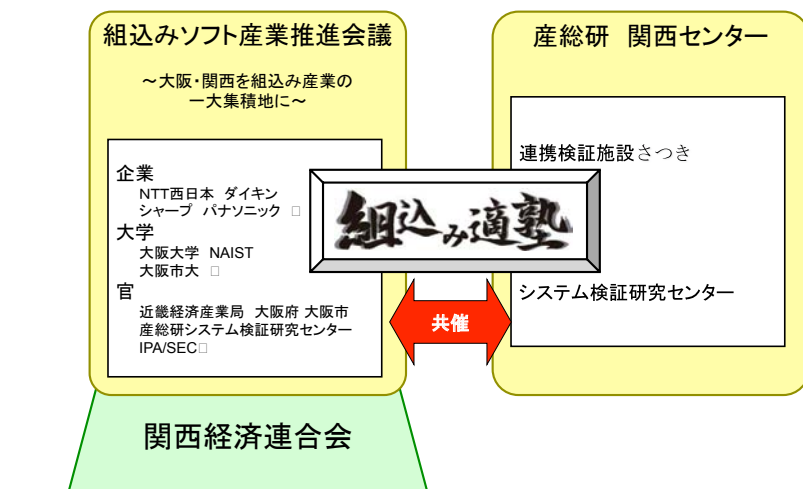 組込みソフト産業推進会議
～大阪・関西を組込み産業の
一大集積地に～
企業
NTT西日本 ダイキン
シャープ パナソニック □
大学
大阪大学 NAIST
大阪市大 □
官
近畿経済産業局 大阪府 大阪市
産総研システム検証研究センター
IPA/SEC□
関西経済連合会
組込み適塾
共催
産総研 関西センター
連携検証施設さつき
システム検証研究センター